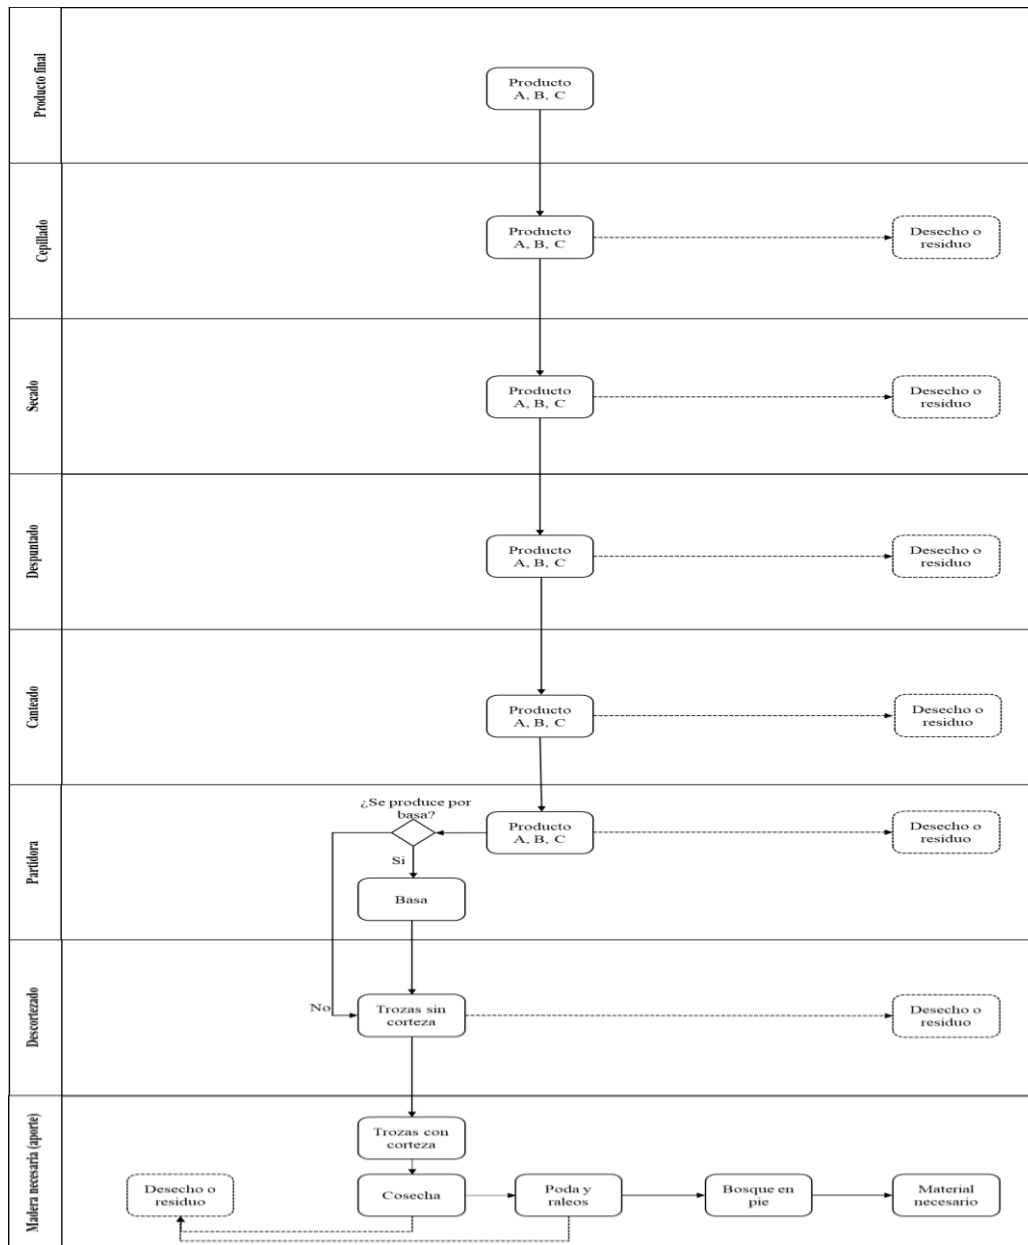 Producto final
Producto
A, B, C
Cepillado
Producto
A, B, C
Desecho o
residuo
Secado
Producto
A, B, C
Desecho o
residuo
Despuntado
Producto
A, B, C
Desecho o
residuo
Canteado
Producto
A, B, C
Desecho o
residuo
Partidora
¿Se produce por
basa?
Producto
A, B, C
Desecho o
residuo
Si
Basa
Descortezado
No
Trozas sin
corteza
Desecho o
residuo
Madera necesaria (aporte)
Trozas con
corteza
Desecho o
residuo
Cosecha
Poda y
raleos
Bosque en
pie
Material
necesario